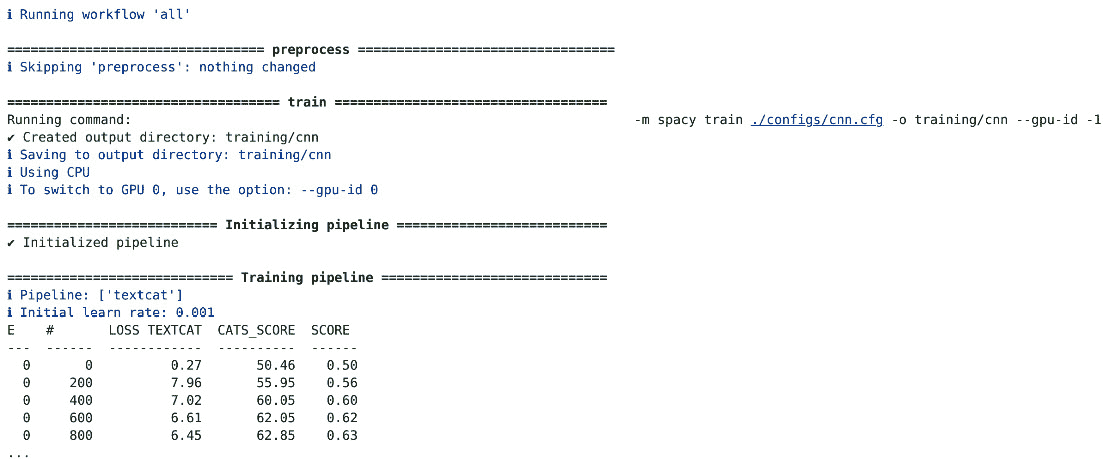 ℹ Running workflow 'all'
================================= preprocess =================================
ℹ Skipping 'preprocess': nothing changed
=================================== train ===================================
Running command: -m spacy train ./configs/cnn.cfg -o training/cnn --gpu-id -1
✔ Created output directory: training/cnn
ℹ Saving to output directory: training/cnn
ℹ Using CPU
ℹ To switch to GPU 0, use the option: --gpu-id 0
=========================== Initializing pipeline ===========================
✔ Initialized pipeline
============================= Training pipeline =============================
ℹ Pipeline: ['textcat']
ℹ Initial learn rate: 0.001
E    #       LOSS TEXTCAT  CATS_SCORE  SCORE
---  ------  ------------  ----------  ------
  0       0          0.27       50.46    0.50
  0     200          7.96       55.95    0.56
  0     400          7.02       60.05    0.60
  0     600          6.61       62.05    0.62
  0     800          6.45       62.85    0.63
...